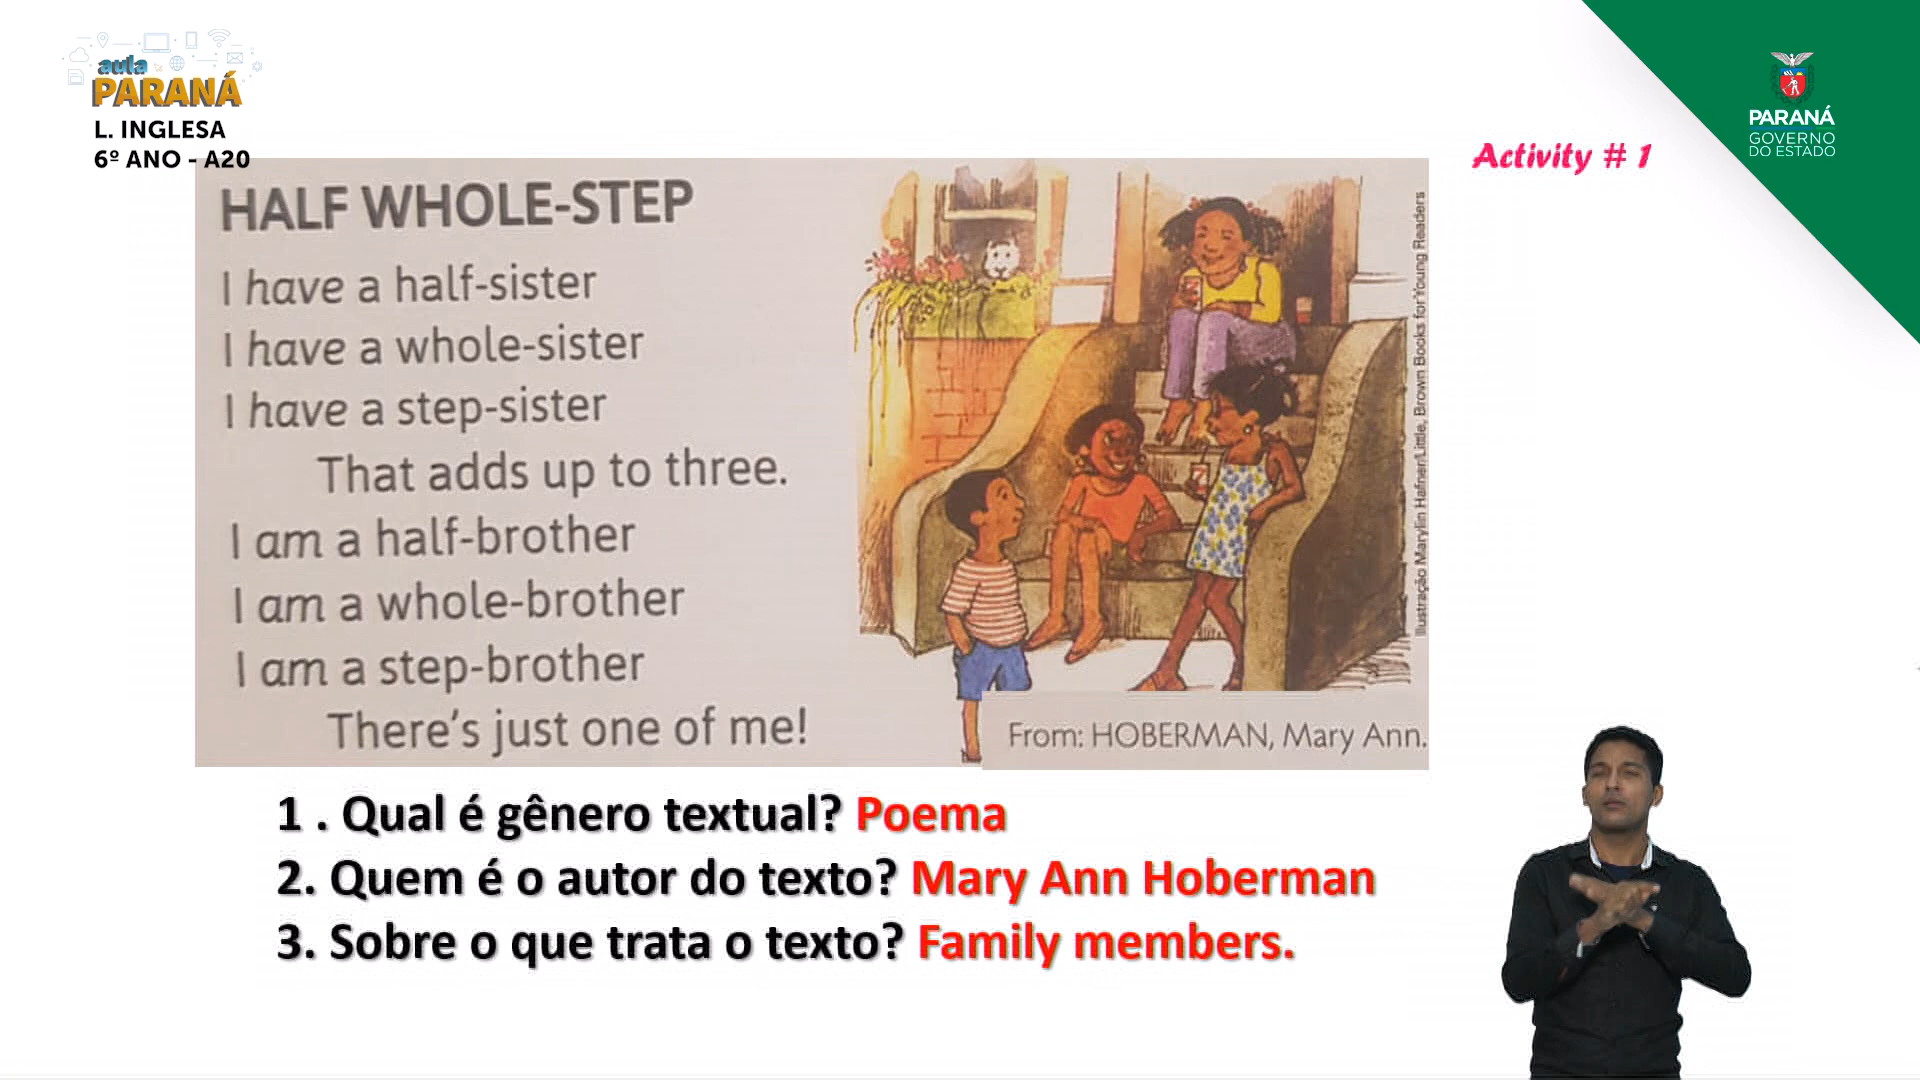 aula
PARANÁ
L. INGLESA
6º ANO - A20
PARANÁ
GOVERNO
DO ESTADO
Activity # 1
HALF WHOLE-STEP
I have a half-sister
I have a whole-sister
I have a step-sister
That adds up to three.
I am a half-brother
I am a whole-brother
I am a step-brother
There's just one of me!
Ilustração Marylin Hafner/Little, Brown Books for Young Readers
From: HOBERMAN, Mary Ann.
1 . Qual é gênero textual? Poema
2. Quem é o autor do texto? Mary Ann Hoberman
3. Sobre o que trata o texto? Family members.